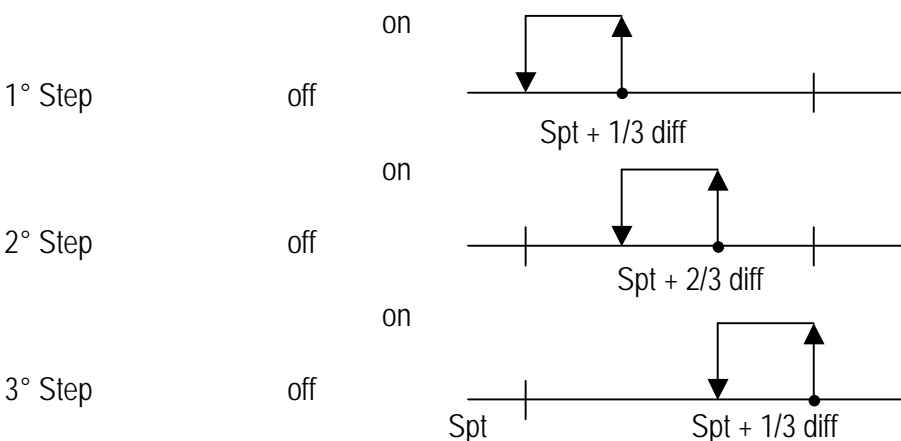 on
1° Step off
Spt + 1/3 diff
on
2° Step off
Spt + 2/3 diff
on
3° Step off
Spt Spt + 1/3 diff